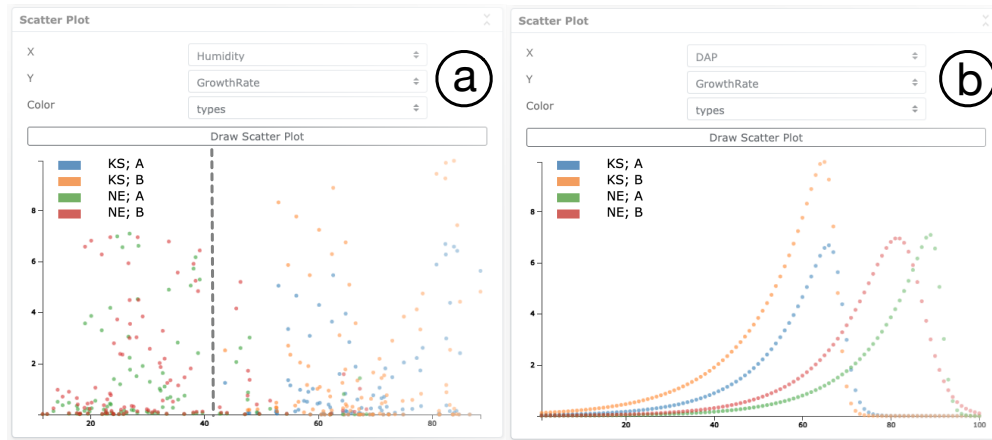 Scatter Plot
X
Humidity
Y
GrowthRate
Color
types
a
Draw Scatter Plot
KS; A
KS; B
NE; A
NE; B
8
6
4
2
20
40
60
80
Scatter Plot
X
DAP
Y
GrowthRate
Color
types
b
Draw Scatter Plot
KS; A
KS; B
NE; A
NE; B
8
6
4
2
20
40
60
80
100